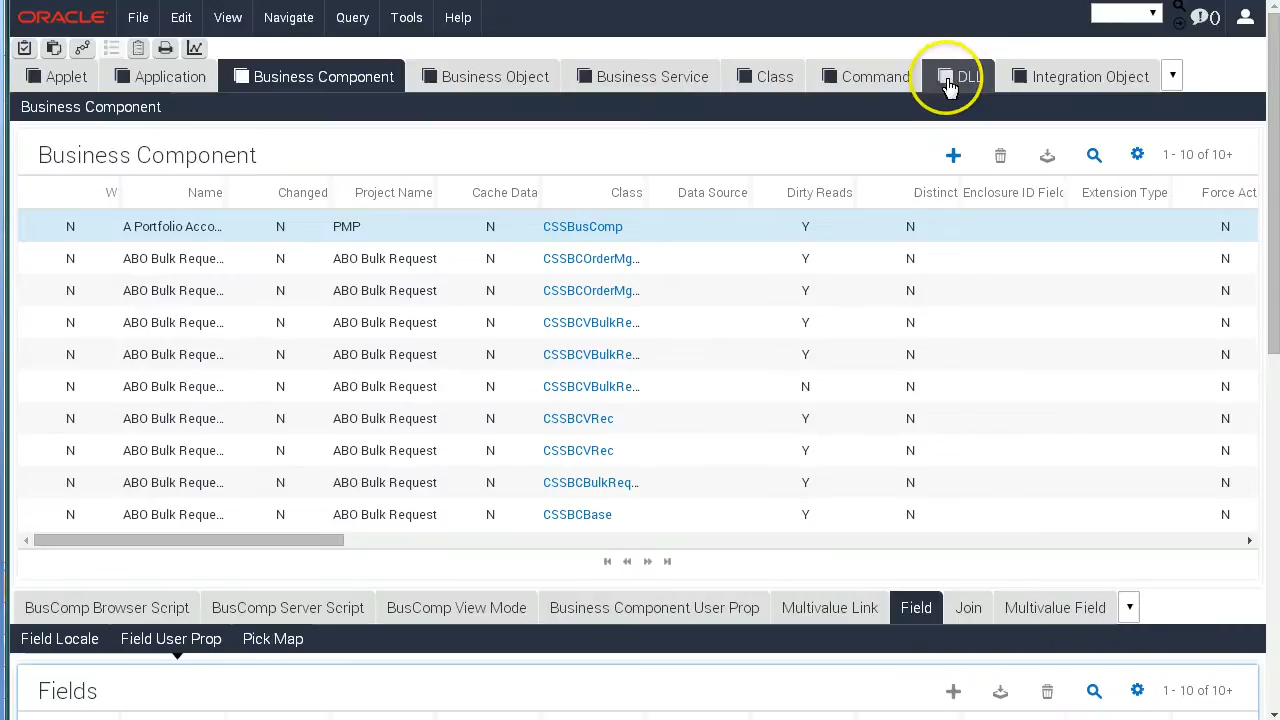 ORACLE File Edit View Navigate Query Tools Help 0
Applet Application Business Component Business Object Business Service Class Command DLL Integration Object
Business Component
Business Component 1 - 10 of 10+
W Name Changed Project Name Cache Data Class Data Source Dirty Reads Distinct Enclosure ID Field Extension Type Force Act
N A Portfolio Acco... N PMP N CSSBusComp Y N N
N ABO Bulk Reque... N ABO Bulk Request N CSSBCOrderMg... Y N N
N ABO Bulk Reque... N ABO Bulk Request N CSSBCOrderMg... Y N N
N ABO Bulk Reque... N ABO Bulk Request N CSSBCVBulkRe... Y N N
N ABO Bulk Reque... N ABO Bulk Request N CSSBCVBulkRe... Y N N
N ABO Bulk Reque... N ABO Bulk Request N CSSBCVBulkRe... N N N
N ABO Bulk Reque... N ABO Bulk Request N CSSBCVRec Y N N
N ABO Bulk Reque... N ABO Bulk Request N CSSBCVRec Y N N
N ABO Bulk Reque... N ABO Bulk Request N CSSBCBulkReq... Y N N
N ABO Bulk Reque... N ABO Bulk Request N CSSBCBase Y N N
BusComp Browser Script BusComp Server Script BusComp View Mode Business Component User Prop Multivalue Link Field Join Multivalue Field
Field Locale Field User Prop Pick Map
Fields 1 - 10 of 10+